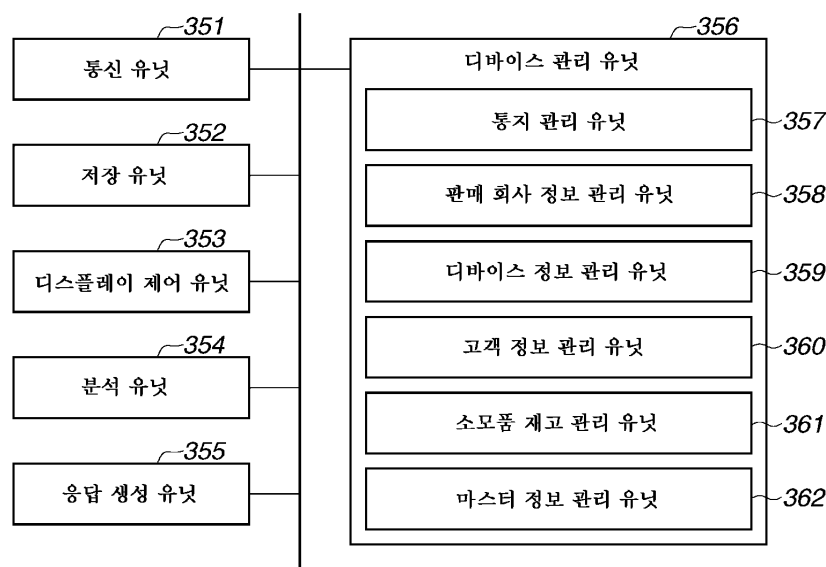 351
통신 유닛
352
저장 유닛
353
디스플레이 제어 유닛
354
분석 유닛
355
응답 생성 유닛
356
디바이스 관리 유닛
통지 관리 유닛
357
판매 회사 정보 관리 유닛
358
디바이스 정보 관리 유닛
359
고객 정보 관리 유닛
360
소모품 재고 관리 유닛
361
마스터 정보 관리 유닛
362